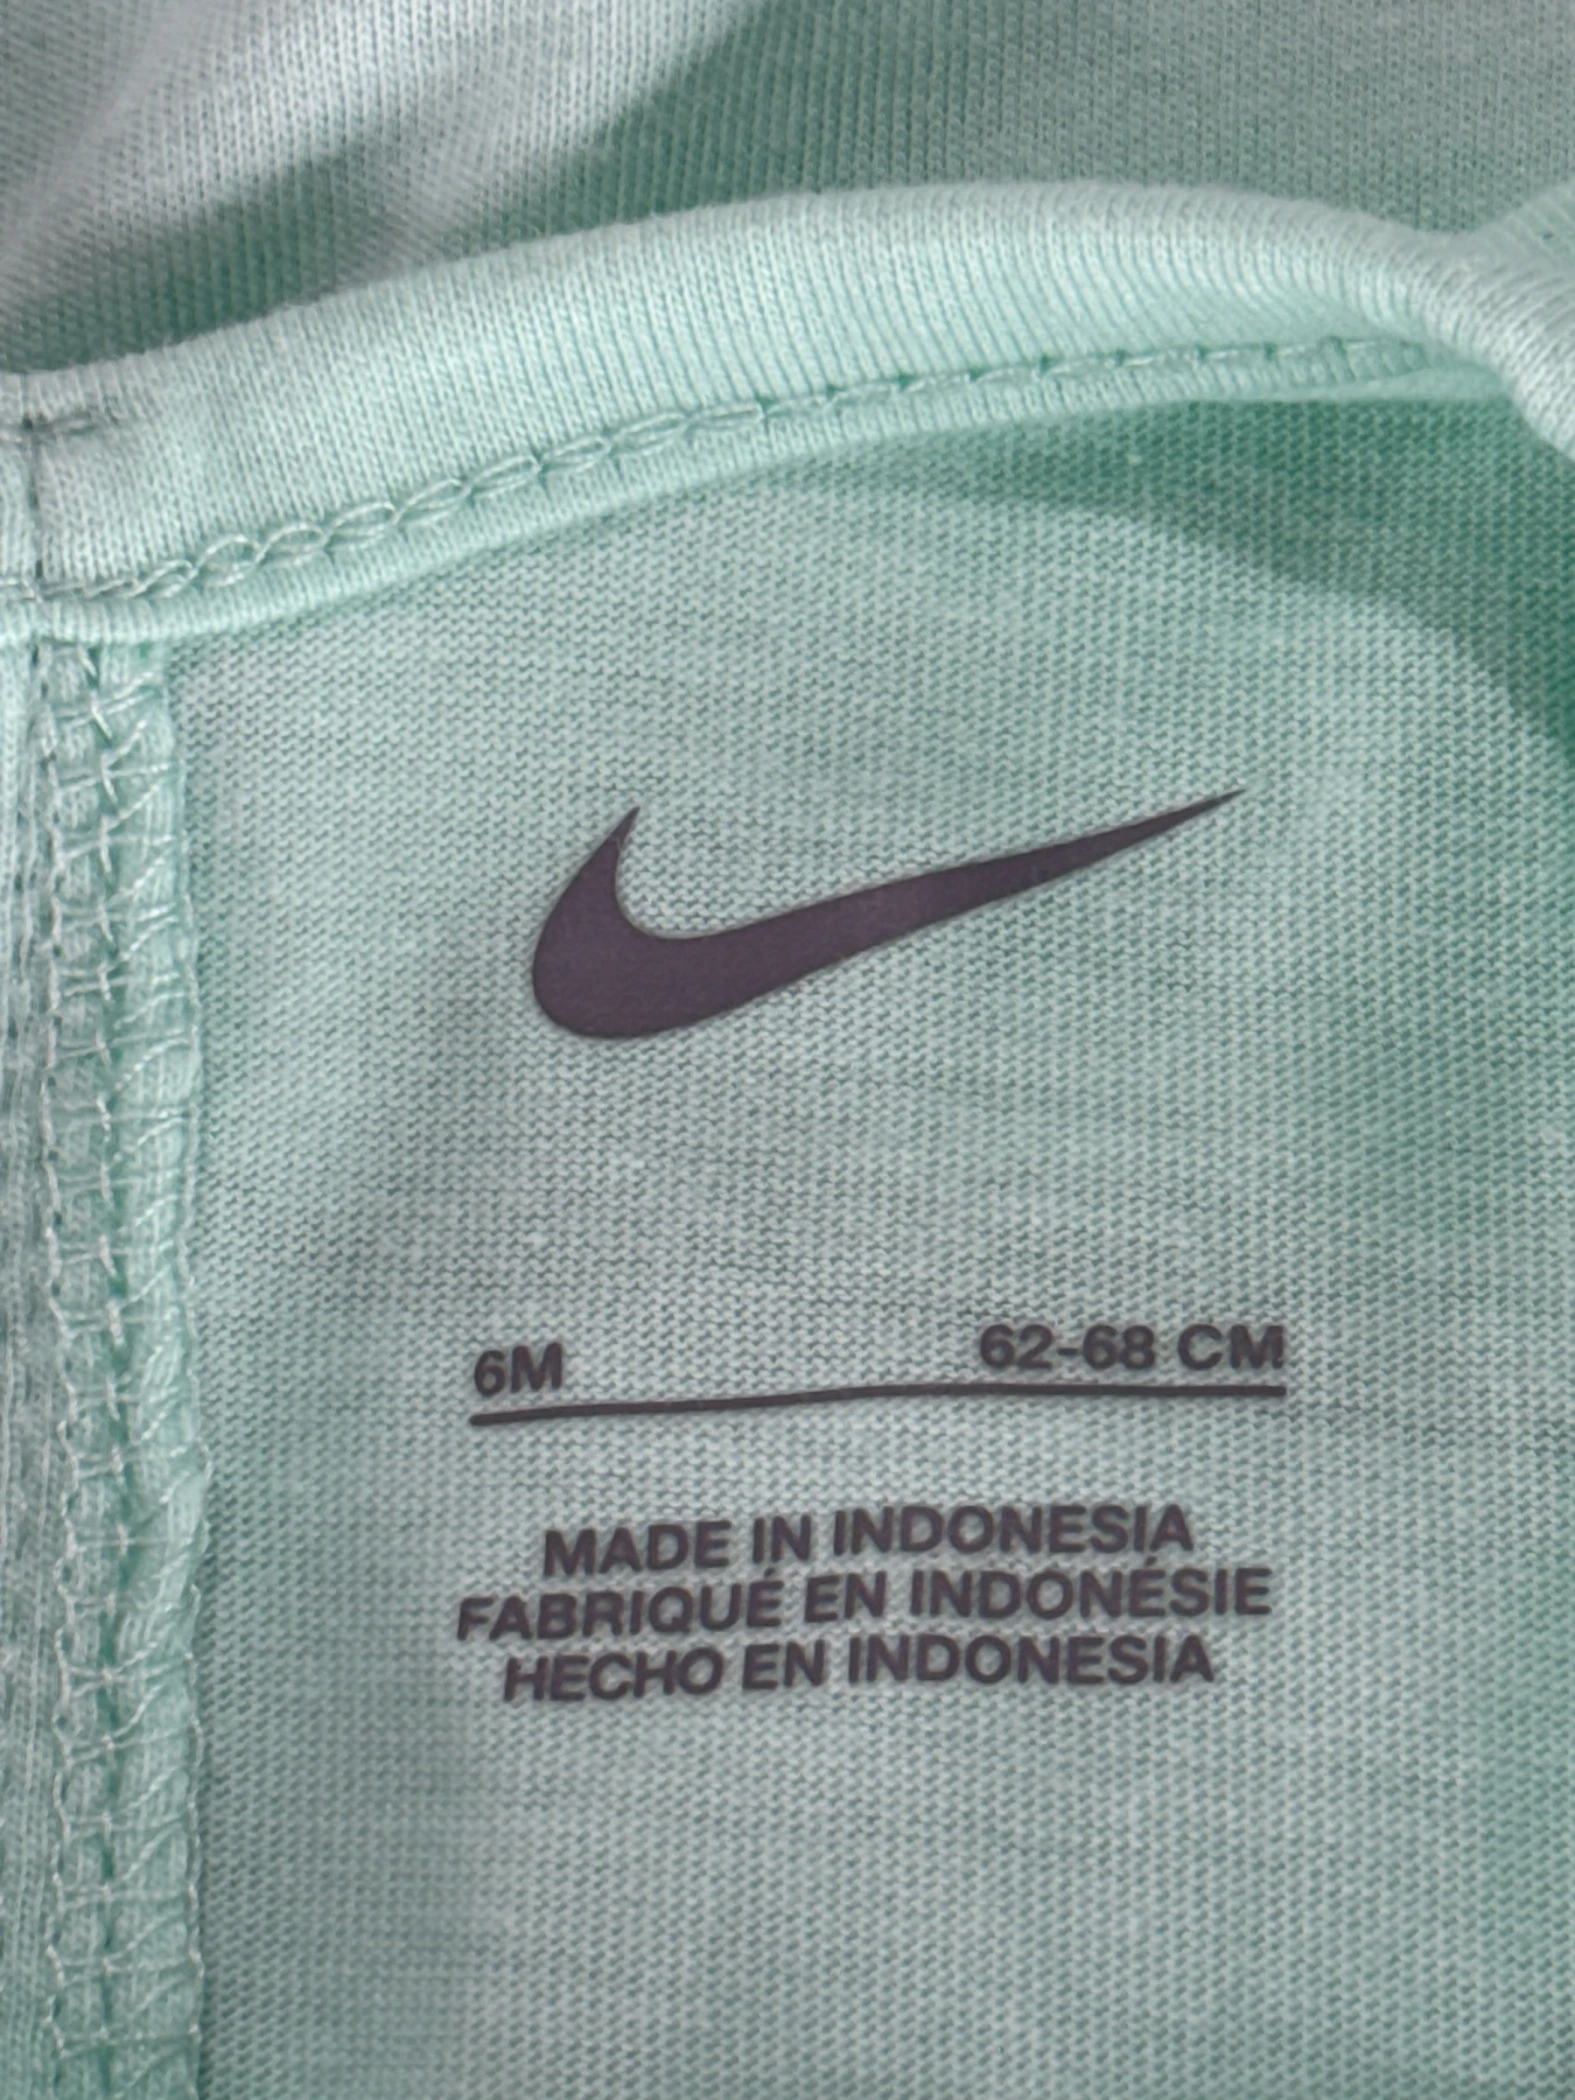 6M 62-68 CM
MADE IN INDONESIA
FABRIQUÉ EN INDONÉSIE
HECHO EN INDONESIA